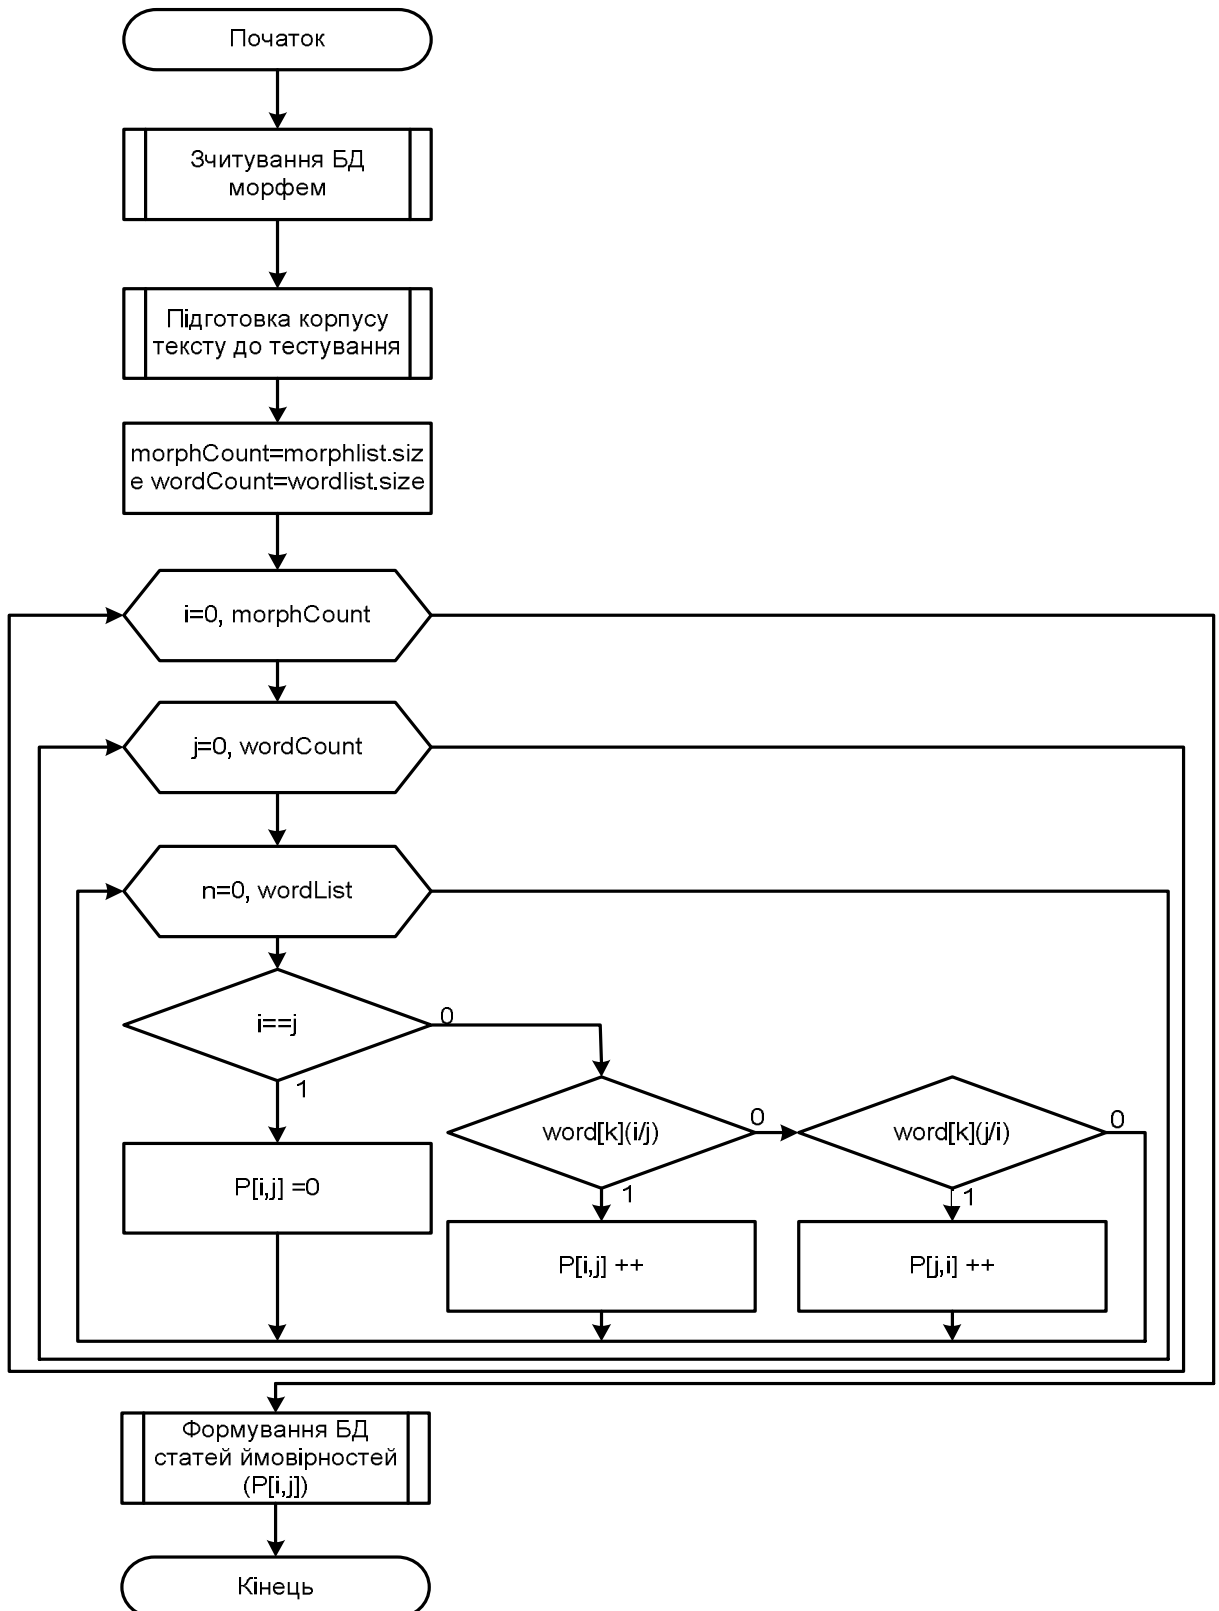 Початок
Зчитування БД
морфем
Підготовка корпусу
тексту до тестування
morphCount=morphlist.siz
e wordCount=wordlist.size
i=0, morphCount
j=0, wordCount
n=0, wordList
i==j
0
1
word[k](i/j)
0
word[k](j/i)
0
P[i,j] =0
1
1
P[i,j] ++
P[j,i] ++
Формування БД
статей ймовірностей
(P[i,j])
Кінець